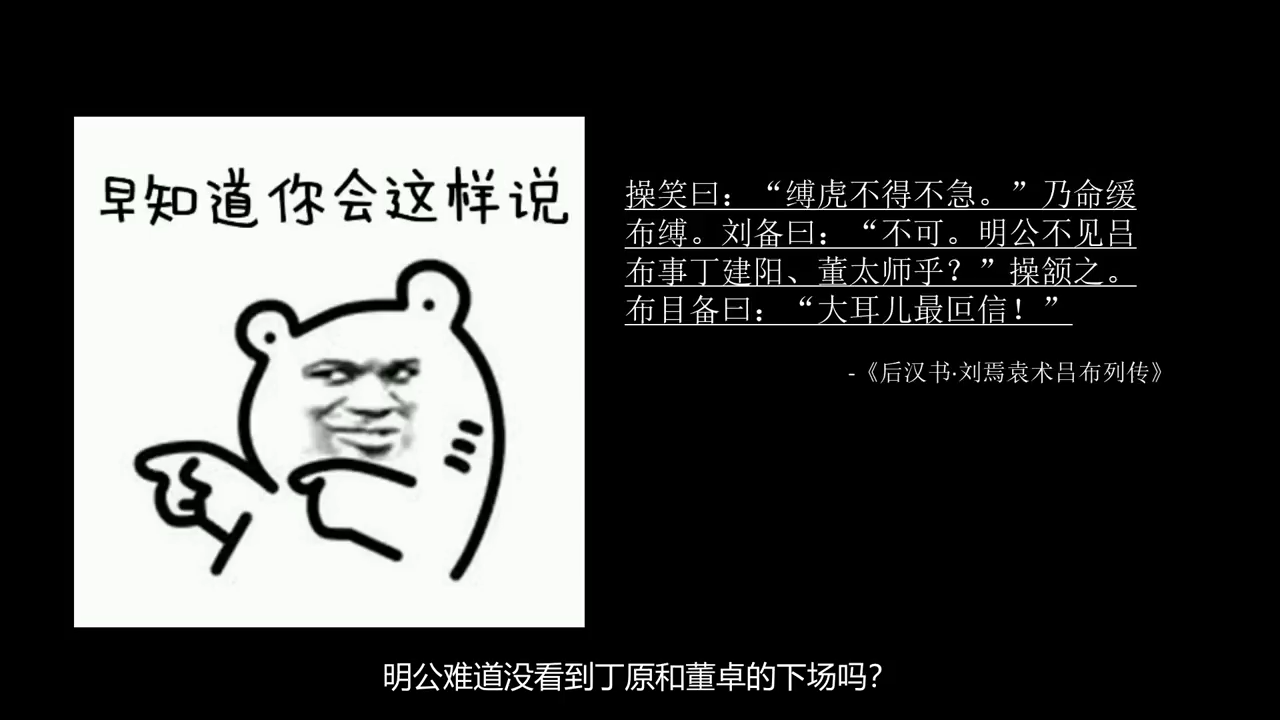 早知道你会这样说
操笑曰：“缚虎不得不急。”乃命缓
布缚。刘备曰：“不可。明公不见吕
布事丁建阳、董太师乎？”操颔之。
布目备曰：“大耳儿最叵信！”
-《后汉书·刘焉袁术吕布列传》
明公难道没看到丁原和董卓的下场吗？